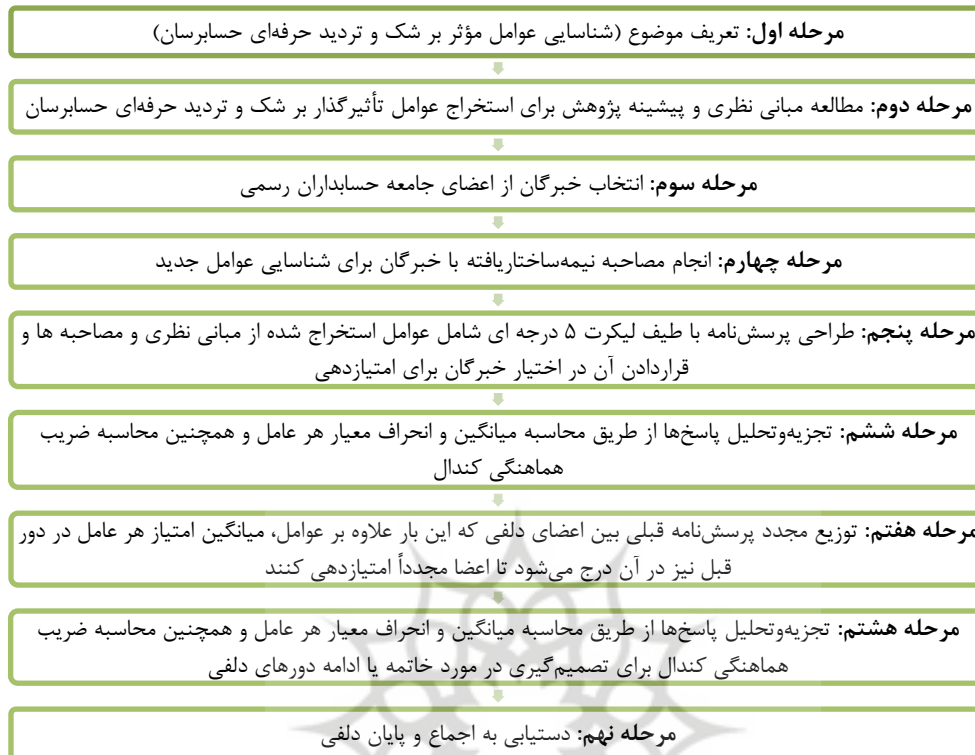 مرحله اول: تعریف موضوع (شناسایی عوامل مؤثر بر شک و تردید حرفه‌ای حسابرسان)
مرحله دوم: مطالعه مبانی نظری و پیشینه پژوهش برای استخراج عوامل تأثیرگذار بر شک و تردید حرفه‌ای حسابرسان
مرحله سوم: انتخاب خبرگان از اعضای جامعه حسابداران رسمی
مرحله چهارم: انجام مصاحبه نیمه‌ساختاریافته با خبرگان برای شناسایی عوامل جدید
مرحله پنجم: طراحی پرسش‌نامه با طیف لیکرت ۵ درجه ای شامل عوامل استخراج شده از مبانی نظری و مصاحبه ها و
قراردادن آن در اختیار خبرگان برای امتیازدهی
مرحله ششم: تجزیه‌وتحلیل پاسخ‌ها از طریق محاسبه میانگین و انحراف معیار هر عامل و همچنین محاسبه ضریب
هماهنگی کندال
مرحله هفتم: توزیع مجدد پرسش‌نامه قبلی بین اعضای دلفی که این بار علاوه بر عوامل، میانگین امتیاز هر عامل در دور
قبل نیز در آن درج می‌شود تا اعضا مجدداً امتیازدهی کنند
مرحله هشتم: تجزیه‌وتحلیل پاسخ‌ها از طریق محاسبه میانگین و انحراف معیار هر عامل و همچنین محاسبه ضریب
هماهنگی کندال برای تصمیم‌گیری در مورد خاتمه یا ادامه دورهای دلفی
مرحله نهم: دستیابی به اجماع و پایان دلفی